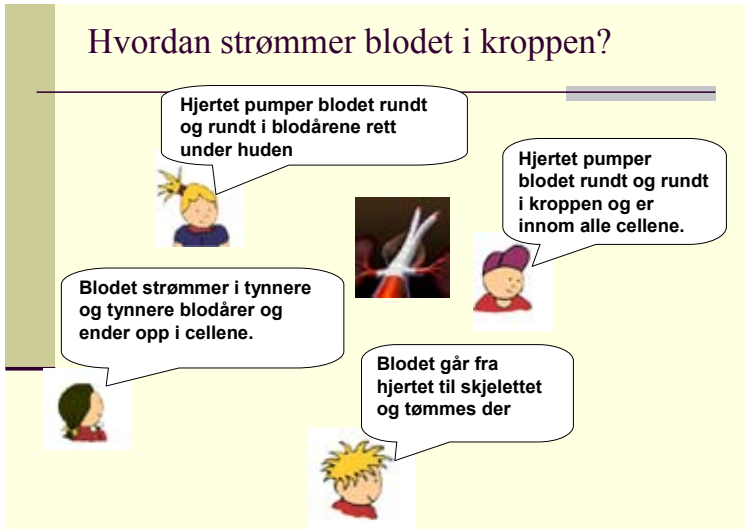 Hvordan strømmer blodet i kroppen?
Hjertet pumper blodet rundt
og rundt i blodårene rett
under huden
Hjertet pumper
blodet rundt og rundt
i kroppen og er
innom alle cellene.
Blodet strømmer i tynnere
og tynnere blodårer og
ender opp i cellene.
Blodet går fra
hjertet til skjelettet
og tømmes der